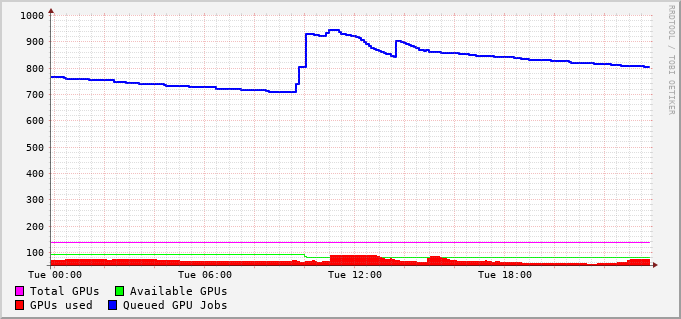 1000
900
800
700
600
500
400
300
200
100
Tue 00:00 Tue 06:00 Tue 12:00 Tue 18:00
Total GPUs Available GPUs
GPUs used Queued GPU Jobs
RRDTOOL / TOBI OETIKER